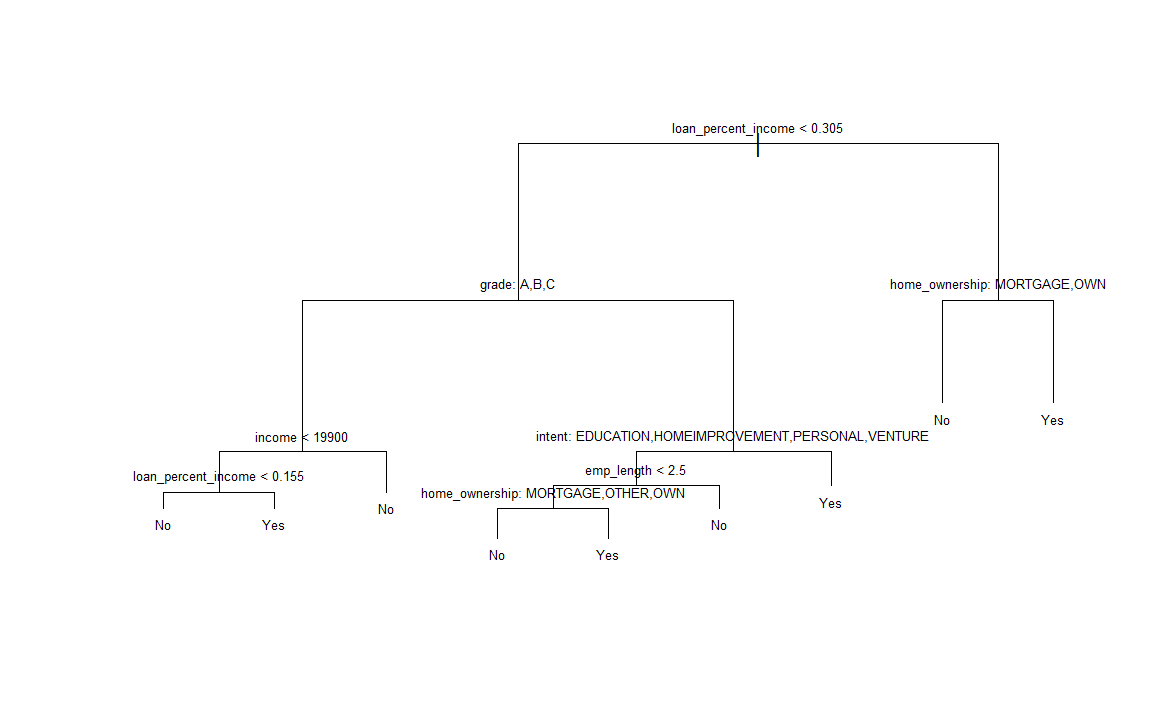 loan_percent_income < 0.305
grade: A,B,C
home_ownership: MORTGAGE,OWN
No
Yes
income < 19900
intent: EDUCATION,HOMEIMPROVEMENT,PERSONAL,VENTURE
loan_percent_income < 0.155
emp_length < 2.5
home_ownership: MORTGAGE,OTHER,OWN
No
Yes
No
No
Yes
No
Yes